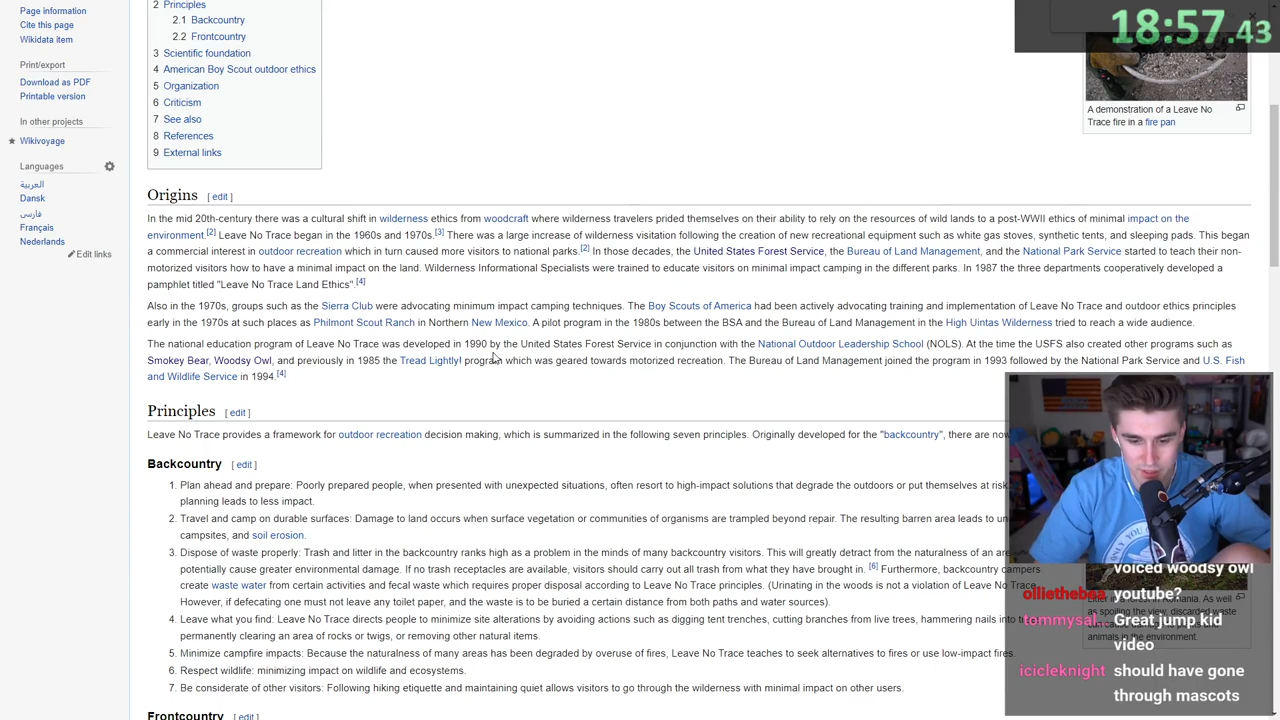 Page information
Cite this page
Wikidata item
Print/export
Download as PDF
Printable version
In other projects
Wikivoyage
Languages
العربية
Dansk
فارسی
Français
Nederlands
Edit links
2 Principles
2.1 Backcountry
2.2 Frontcountry
3 Scientific foundation
4 American Boy Scout outdoor ethics
5 Organization
6 Criticism
7 See also
8 References
9 External links
18:57.43
A demonstration of a Leave No
Trace fire in a fire pan
Origins [ edit ]
In the mid 20th-century there was a cultural shift in wilderness ethics from woodcraft where wilderness travelers prided themselves on their ability to rely on the resources of wild lands to a post-WWII ethics of minimal impact on the
environment.[2] Leave No Trace began in the 1960s and 1970s.[3] There was a large increase of wilderness visitation following the creation of new recreational equipment such as white gas stoves, synthetic tents, and sleeping pads. This began
a commercial interest in outdoor recreation which in turn caused more visitors to national parks.[2] In those decades, the United States Forest Service, the Bureau of Land Management, and the National Park Service started to teach their non-
motorized visitors how to have a minimal impact on the land. Wilderness Informational Specialists were trained to educate visitors on minimal impact camping in the different parks. In 1987 the three departments cooperatively developed a
pamphlet titled "Leave No Trace Land Ethics".[4]
Also in the 1970s, groups such as the Sierra Club were advocating minimum impact camping techniques. The Boy Scouts of America had been actively advocating training and implementation of Leave No Trace and outdoor ethics principles
early in the 1970s at such places as Philmont Scout Ranch in Northern New Mexico. A pilot program in the 1980s between the BSA and the Bureau of Land Management in the High Uintas Wilderness tried to reach a wide audience.
The national education program of Leave No Trace was developed in 1990 by the United States Forest Service in conjunction with the National Outdoor Leadership School (NOLS). At the time the USFS also created other programs such as
Smokey Bear, Woodsy Owl, and previously in 1985 the Tread Lightly! program which was geared towards motorized recreation. The Bureau of Land Management joined the program in 1993 followed by the National Park Service and U.S. Fish
and Wildlife Service in 1994.[4]
Principles [ edit ]
Leave No Trace provides a framework for outdoor recreation decision making, which is summarized in the following seven principles. Originally developed for the "backcountry", there are now
Backcountry [ edit ]
1. Plan ahead and prepare: Poorly prepared people, when presented with unexpected situations, often resort to high-impact solutions that degrade the outdoors or put themselves at risk
planning leads to less impact.
2. Travel and camp on durable surfaces: Damage to land occurs when surface vegetation or communities of organisms are trampled beyond repair. The resulting barren area leads to
campsites, and soil erosion.
3. Dispose of waste properly: Trash and litter in the backcountry ranks high as a problem in the minds of many backcountry visitors. This will greatly detract from the naturalness of an
potentially cause greater environmental damage. If no trash receptacles are available, visitors should carry out all trash from what they have brought in. [6] Furthermore, backcountry campers
create waste water from certain activities and fecal waste which requires proper disposal according to Leave No Trace principles. (Urinating in the woods is not a violation of Leave No Trace.
However, if defecating one must not leave any toilet paper, and the waste is to be buried a certain distance from both paths and water sources).
4. Leave what you find: Leave No Trace directs people to minimize site alterations by avoiding actions such as digging tent trenches, cutting branches from live trees, hammering nails into
permanently clearing an area of rocks or twigs, or removing other natural items.
5. Minimize campfire impacts: Because the naturalness of many areas has been degraded by overuse of fires, Leave No Trace teaches to seek alternatives to fires or use low-impact fires.
6. Respect wildlife: minimizing impact on wildlife and ecosystems.
7. Be considerate of other visitors: Following hiking etiquette and maintaining quiet allows visitors to go through the wilderness with minimal impact on other users.
Frontcountry [ edit ]
voiced woodsy owl
olliethebea youtube?
tommysal. Great jump kid
video
icicleknight should have gone
through mascots